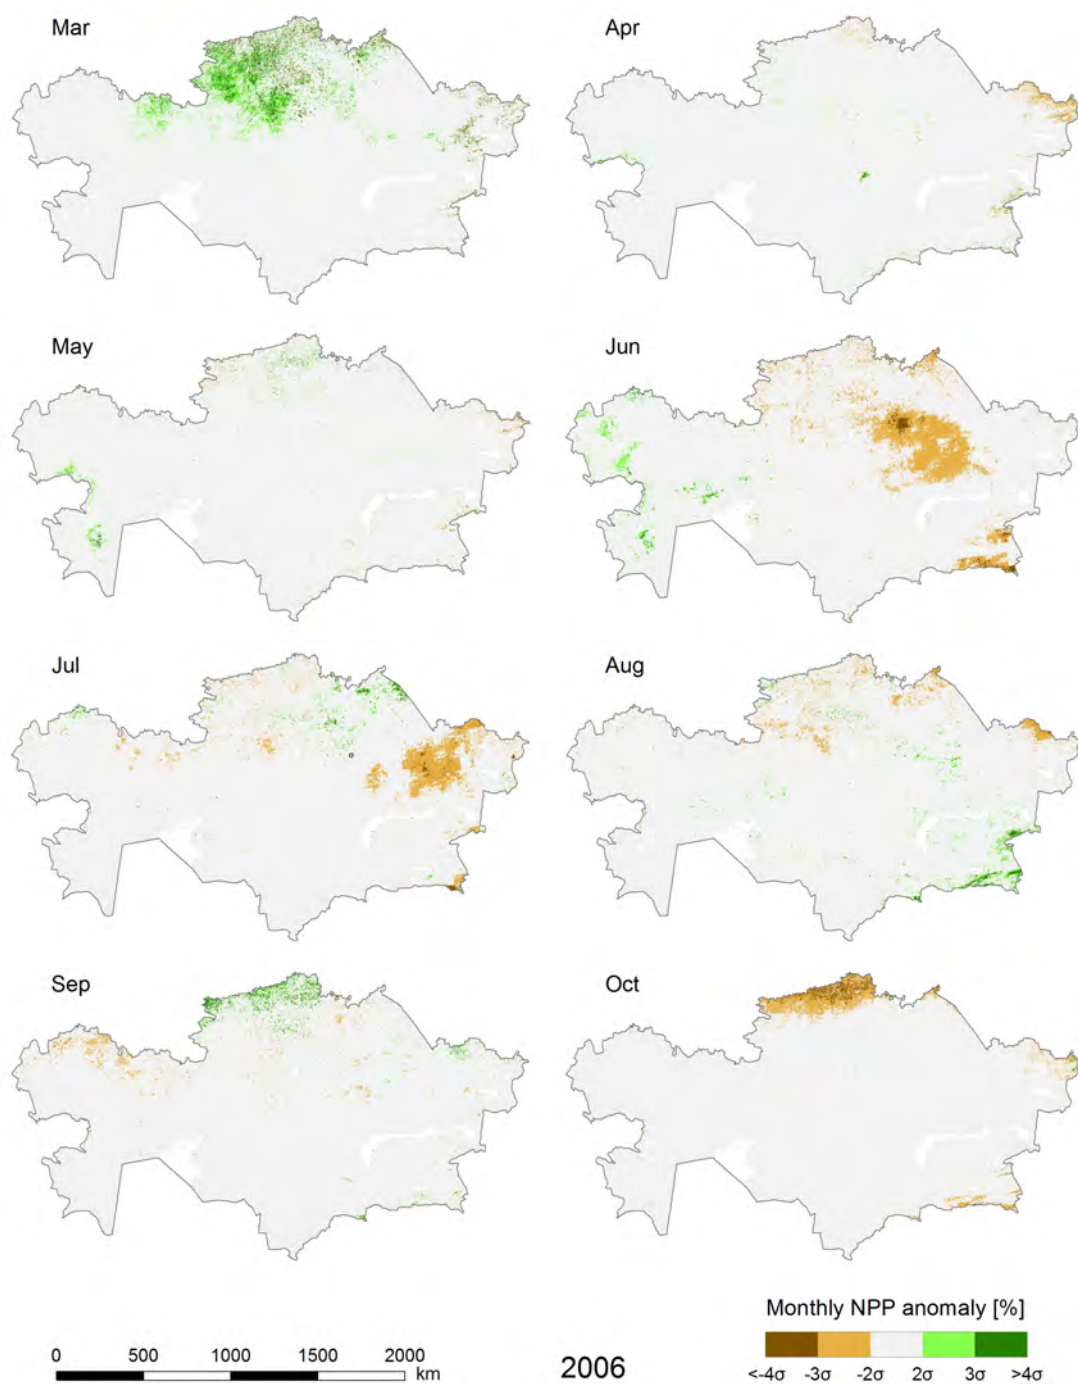 Mar
Apr
May
Jun
Jul
Aug
Sep
Oct
Monthly NPP anomaly [%]
<-4σ -3σ -2σ 2σ 3σ >4σ
0 500 1000 1500 2000
km
2006